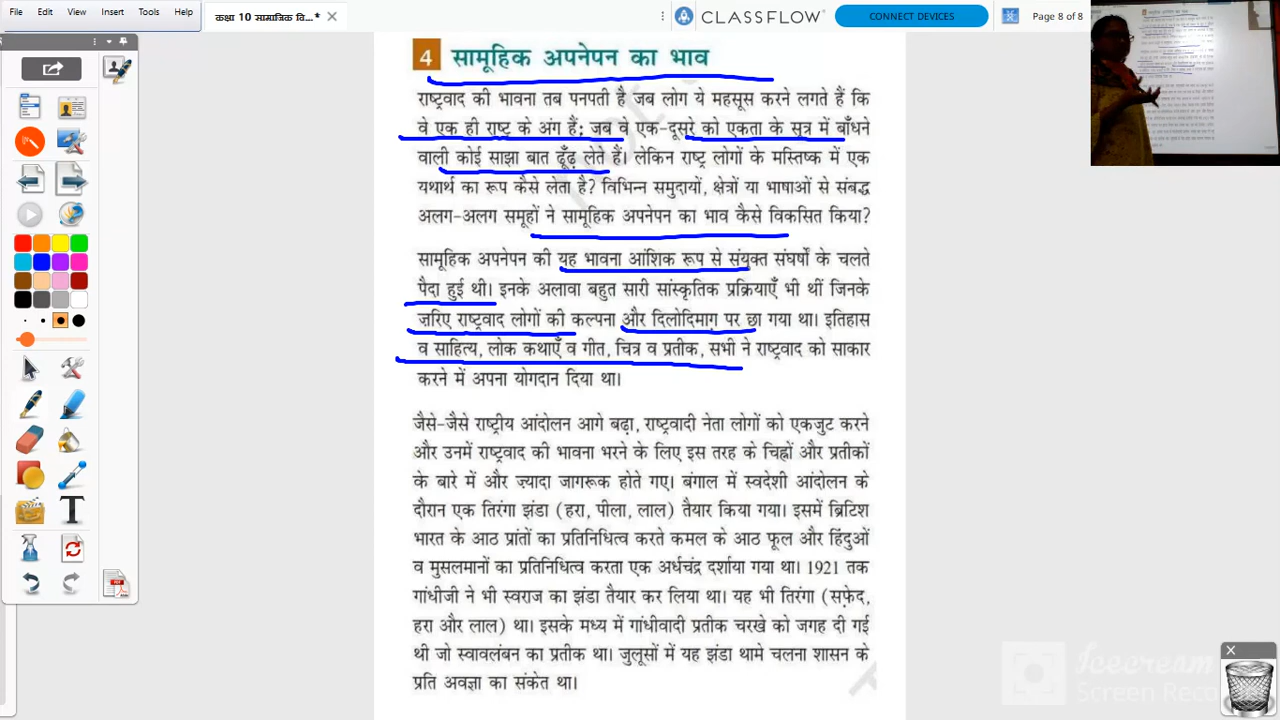 File Edit View Insert Tools Help
कक्षा 10 सामाजिक वि...*
CLASSFLOW
CONNECT DEVICES
Page 8 of 8
4 सामूहिक अपनेपन का भाव
राष्ट्रवाद की भावना तब पनपती है जब लोग ये महसूस करने लगते हैं कि
वे एक ही राष्ट्र के अंग हैं; जब वे एक-दूसरे को एकता के सूत्र में बाँधने
वाली कोई साझा बात ढूँढ़ लेते हैं। लेकिन राष्ट्र लोगों के मस्तिष्क में एक
यथार्थ का रूप कैसे लेता है? विभिन्न समुदायों, क्षेत्रों या भाषाओं से संबद्ध
अलग-अलग समूहों ने सामूहिक अपनेपन का भाव कैसे विकसित किया?
सामूहिक अपनेपन की यह भावना आंशिक रूप से संयुक्त संघर्षों के चलते
पैदा हुई थी। इनके अलावा बहुत सारी सांस्कृतिक प्रक्रियाएँ भी थीं जिनके
ज़रिए राष्ट्रवाद लोगों की कल्पना और दिलोदिमाग़ पर छा गया था। इतिहास
व साहित्य, लोक कथाएँ व गीत, चित्र व प्रतीक, सभी ने राष्ट्रवाद को साकार
करने में अपना योगदान दिया था।
जैसे-जैसे राष्ट्रीय आंदोलन आगे बढ़ा, राष्ट्रवादी नेता लोगों को एकजुट करने
और उनमें राष्ट्रवाद की भावना भरने के लिए इस तरह के चिह्नों और प्रतीकों
के बारे में और ज़्यादा जागरूक होते गए। बंगाल में स्वदेशी आंदोलन के
दौरान एक तिरंगा झंडा (हरा, पीला, लाल) तैयार किया गया। इसमें ब्रिटिश
भारत के आठ प्रांतों का प्रतिनिधित्व करते कमल के आठ फूल और हिंदुओं
व मुसलमानों का प्रतिनिधित्व करता एक अर्धचंद्र दर्शाया गया था। 1921 तक
गांधीजी ने भी स्वराज का झंडा तैयार कर लिया था। यह भी तिरंगा (सफ़ेद,
हरा और लाल) था। इसके मध्य में गांधीवादी प्रतीक चरखे को जगह दी गई
थी जो स्वावलंबन का प्रतीक था। जुलूसों में यह झंडा थामे चलना शासन के
प्रति अवज्ञा का संकेत था।
Icecream
Screen Recorder